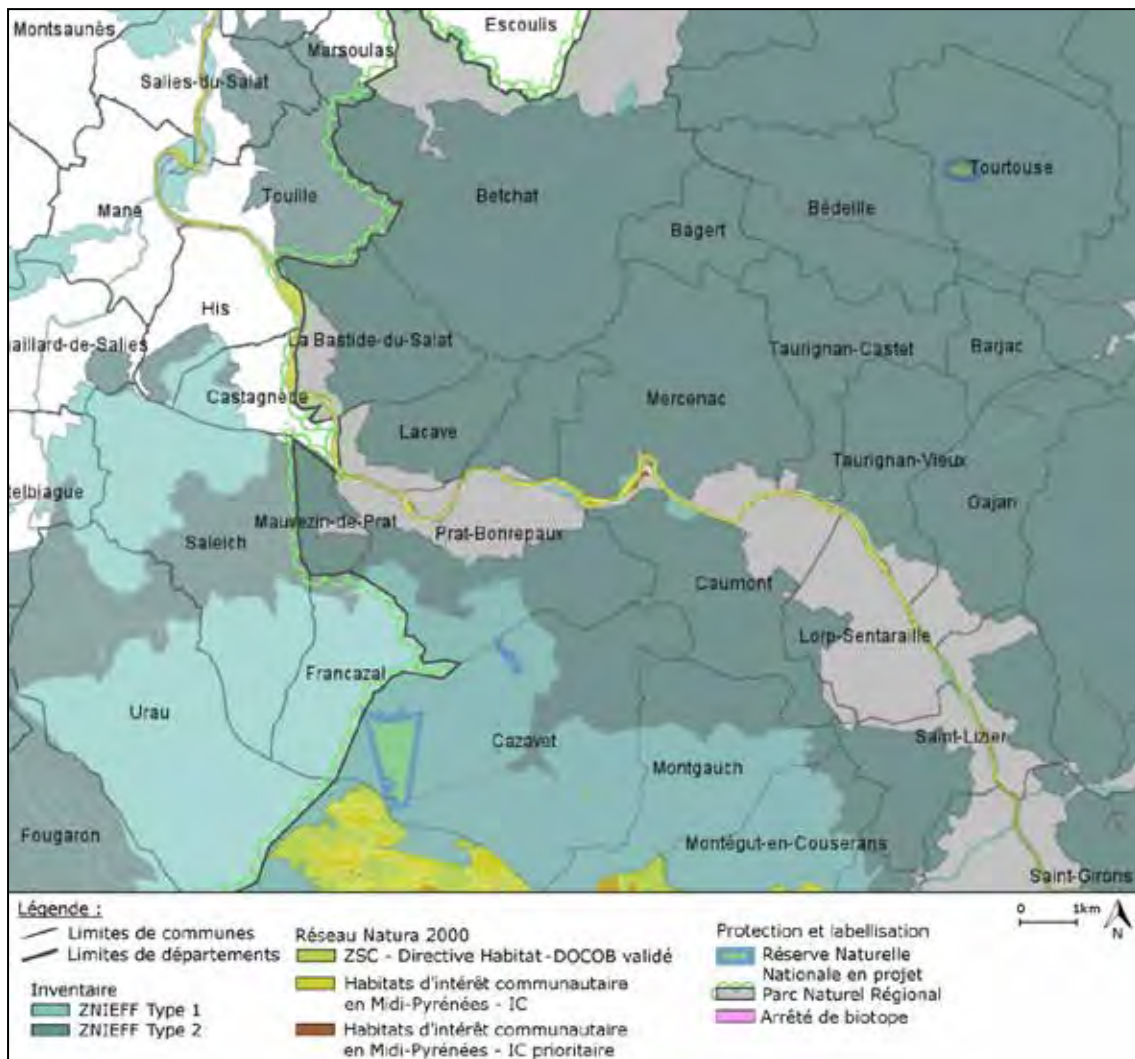 Montsaunès
Escoulis
Marsoulas
Salies-du-Salat
Tourtouse
Touille
Betchat
Bédeille
Mane
Bagert
His
La Bastide-du-Salat
aillard-de-Salies
Taurignan-Castet
Barjac
Castagnède
Mercenac
Lacave
Taurignan-Vieux
telbiague
Gajan
Mauvezin-de-Prat
Prat-Bonrepaux
Saleich
Caumont
Lorp-Sentaraille
Francazal
Urau
Cazavet
Saint-Lizier
Montgauch
Fougaron
Montégut-en-Couserans
Saint-Girons
Légende :
Limites de communes
Limites de départements
Inventaire
ZNIEFF Type 1
ZNIEFF Type 2
Réseau Natura 2000
ZSC - Directive Habitat -DOCOB validé
Habitats d'intérêt communautaire
en Midi-Pyrénées - IC
Habitats d'intérêt communautaire
en Midi-Pyrénées - IC prioritaire
Protection et labellisation
Réserve Naturelle
Nationale en projet
Parc Naturel Régional
Arrêté de biotope
0 1km
N